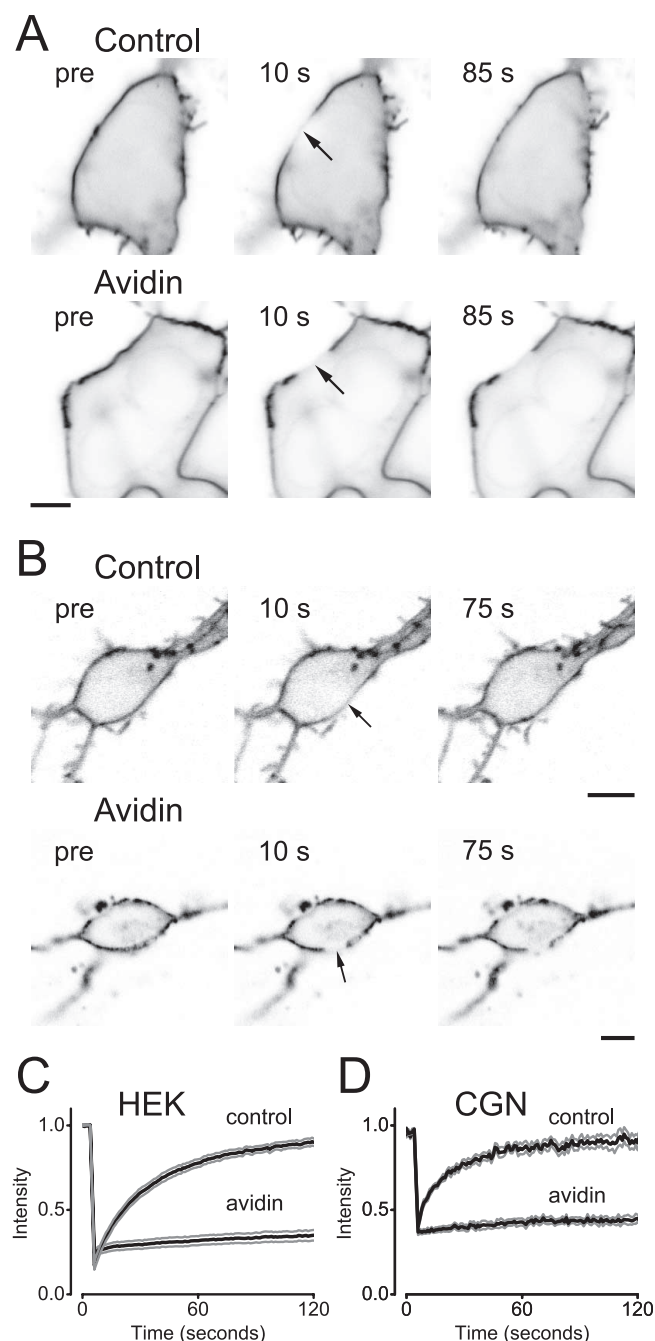 A
Control
pre 10 s 85 s
Avidin
pre 10 s 85 s
B
Control
pre 10 s 75 s
Avidin
pre 10 s 75 s
C HEK
control
avidin
1.0
0.5
0.0
Intensity
0 60 120
Time (seconds)
D CGN
control
avidin
1.0
0.5
0.0
Intensity
0 60 120
Time (seconds)